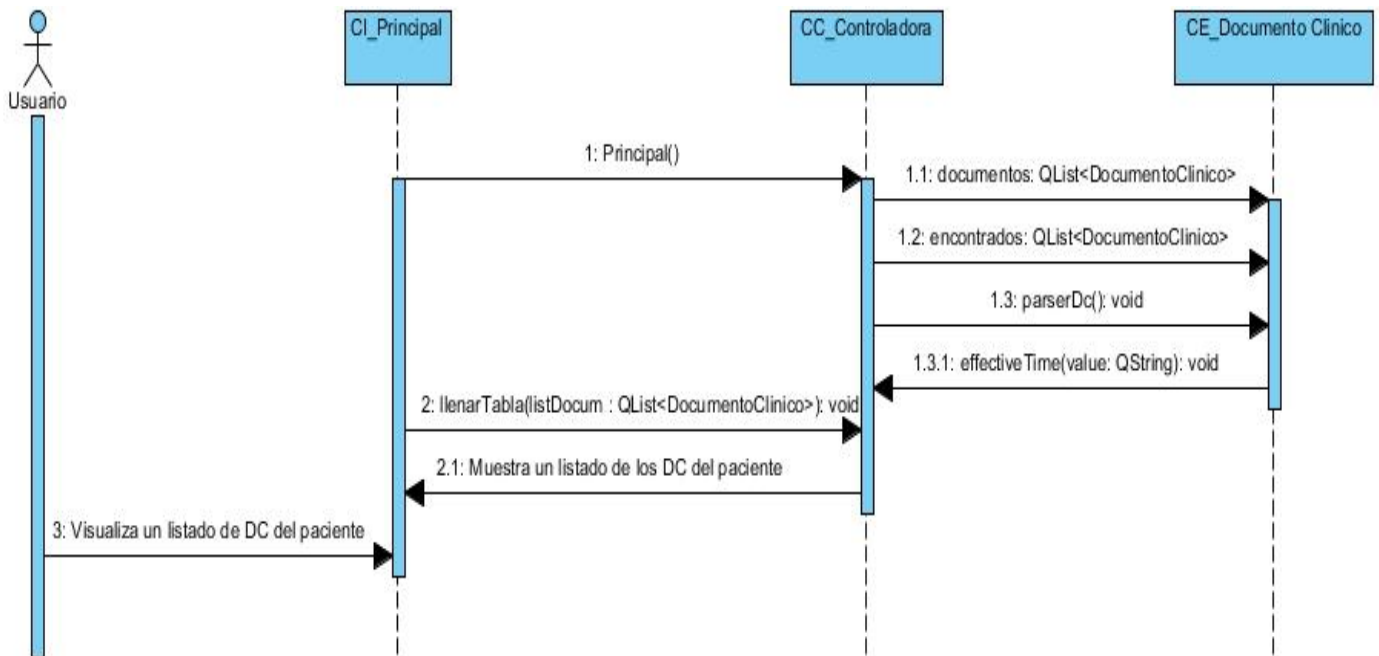 CI_Principal
CC_Controladora
CE_Documento Clinico
Usuario
1: Principal()
1.1: documentos: QList<DocumentoClinico>
1.2: encontrados: QList<DocumentoClinico>
1.3: parserDc(): void
1.3.1: effectiveTime(value: QString): void
2: llenarTabla(listDocum : QList<DocumentoClinico>): void
2.1: Muestra un listado de los DC del paciente
3: Visualiza un listado de DC del paciente